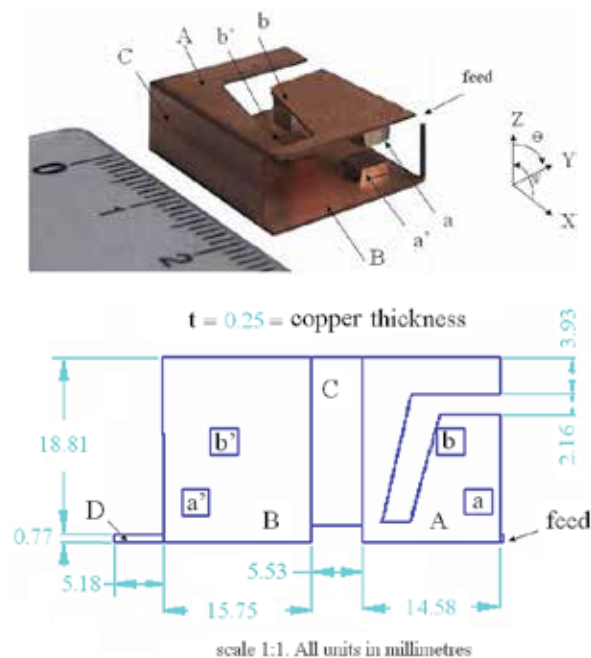 b
b'
A
C
feed
Z
Θ
Y
X
a
a'
B
0
1
2
t = 0.25 = copper thickness
3.93
C
18.81
b'
b
2.16
a'
a
D
B
A
feed
0.77
5.53
5.18
15.75
14.58
scale 1:1. All units in millimetres